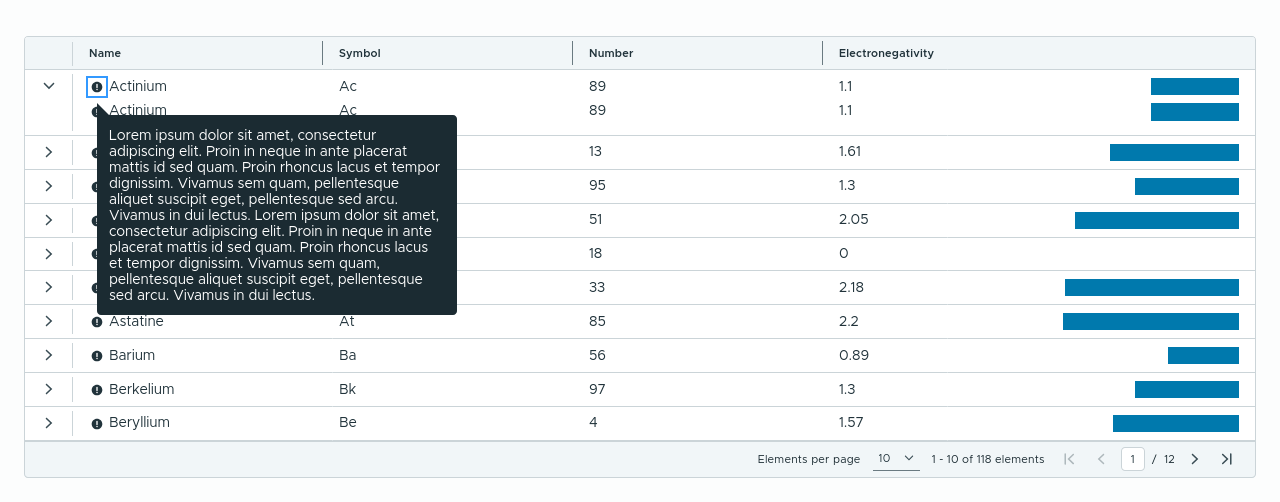 Name Symbol Number Electronegativity
Actinium Ac 89 1.1
Actinium Ac 89 1.1
Lorem ipsum dolor sit amet, consectetur
adipiscing elit. Proin in neque in ante placerat
mattis id sed quam. Proin rhoncus lacus et tempor
dignissim. Vivamus sem quam, pellentesque
aliquet suscipit eget, pellentesque sed arcu.
Vivamus in dui lectus. Lorem ipsum dolor sit amet,
consectetur adipiscing elit. Proin in neque in ante
placerat mattis id sed quam. Proin rhoncus lacus
et tempor dignissim. Vivamus sem quam,
pellentesque aliquet suscipit eget, pellentesque
sed arcu. Vivamus in dui lectus.
13 1.61
95 1.3
51 2.05
18 0
33 2.18
Astatine At 85 2.2
Barium Ba 56 0.89
Berkelium Bk 97 1.3
Beryllium Be 4 1.57
Elements per page 10 1 - 10 of 118 elements 1 / 12